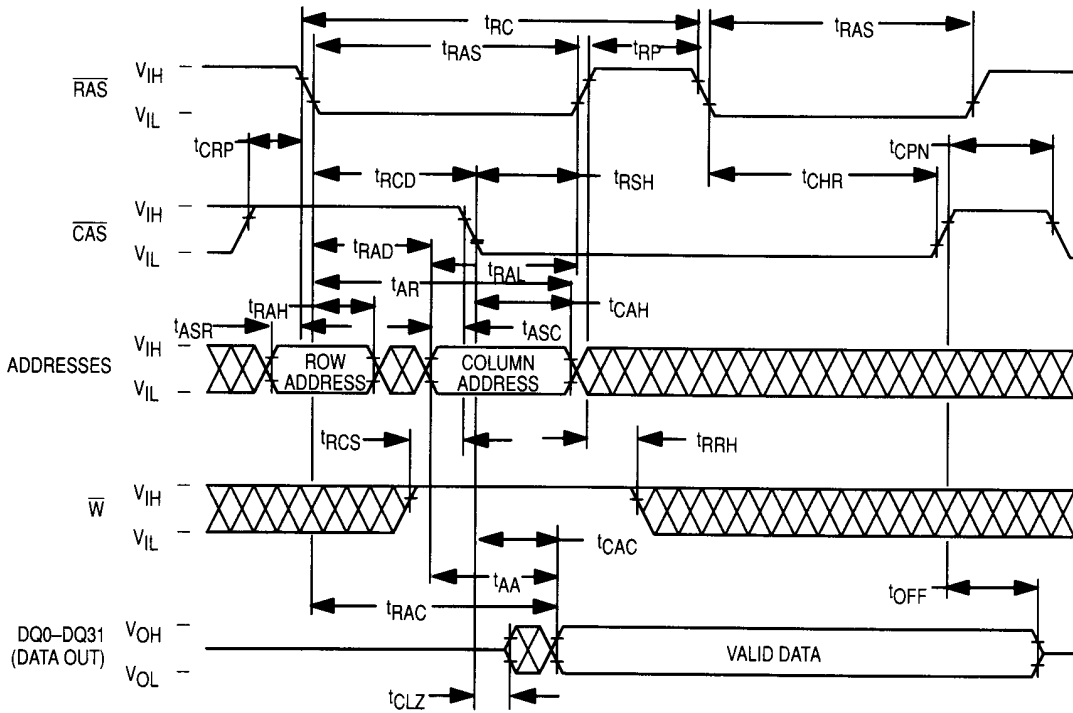 tRC
tRAS tRP tRAS
RAS VIH
VIL
tCRP tCPN
tRCD tRSH tCHR
CAS VIH
VIL
tRAD
tRAL
tAR
tRAH tCAH
tASR tASC
ADDRESSES VIH
VIL
ROW
ADDRESS
COLUMN
ADDRESS
tRCS tRRH
W VIH
VIL
tCAC
tAA
tRAC tOFF
DQ0–DQ31
(DATA OUT)
VOH
VOL
VALID DATA
tCLZ